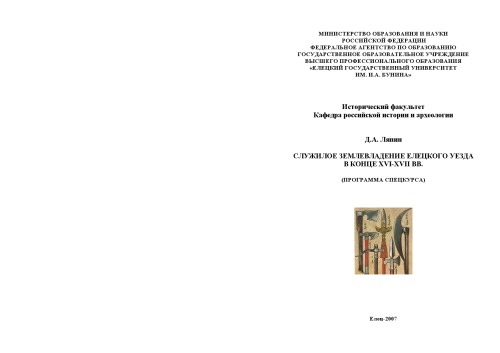 МИНИСТЕРСТВО ОБРАЗОВАНИЯ И НАУКИ
РОССИЙСКОЙ ФЕДЕРАЦИИ
ФЕДЕРАЛЬНОЕ АГЕНТСТВО ПО ОБРАЗОВАНИЮ
ГОСУДАРСТВЕННОЕ ОБРАЗОВАТЕЛЬНОЕ УЧРЕЖДЕНИЕ
ВЫСШЕГО ПРОФЕССИОНАЛЬНОГО ОБРАЗОВАНИЯ
«ЕЛЕЦКИЙ ГОСУДАРСТВЕННЫЙ УНИВЕРСИТЕТ
ИМ. И.А. БУНИНА»
Исторический факультет
Кафедра российской истории и археологии
Д.А. Ляпин
СЛУЖИЛОЕ ЗЕМЛЕВЛАДЕНИЕ ЕЛЕЦКОГО УЕЗДА
В КОНЦЕ XVI-XVII ВВ.
(ПРОГРАММА СПЕЦКУРСА)
Елец-2007